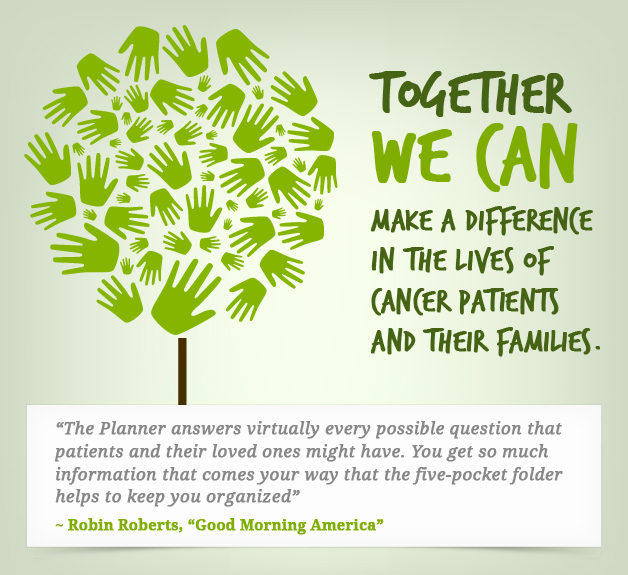 TOGETHER
WE CAN
MAKE A DIFFERENCE
IN THE LIVES OF
CANCER PATIENTS
AND THEIR FAMILIES.
“The Planner answers virtually every possible question that
patients and their loved ones might have. You get so much
information that comes your way that the five-pocket folder
helps to keep you organized”
~ Robin Roberts, “Good Morning America”